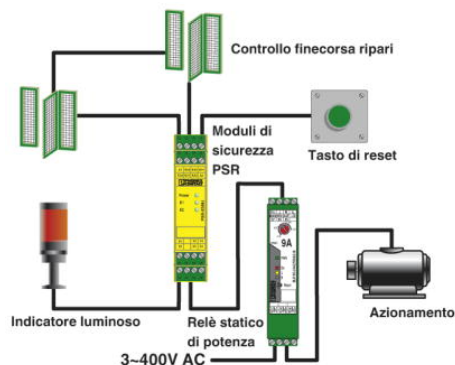 Controllo finecorsa ripari
Moduli di
sicurezza
PSR
Tasto di reset
9A
Indicatore luminoso
Relè statico
di potenza
Azionamento
3~400V AC